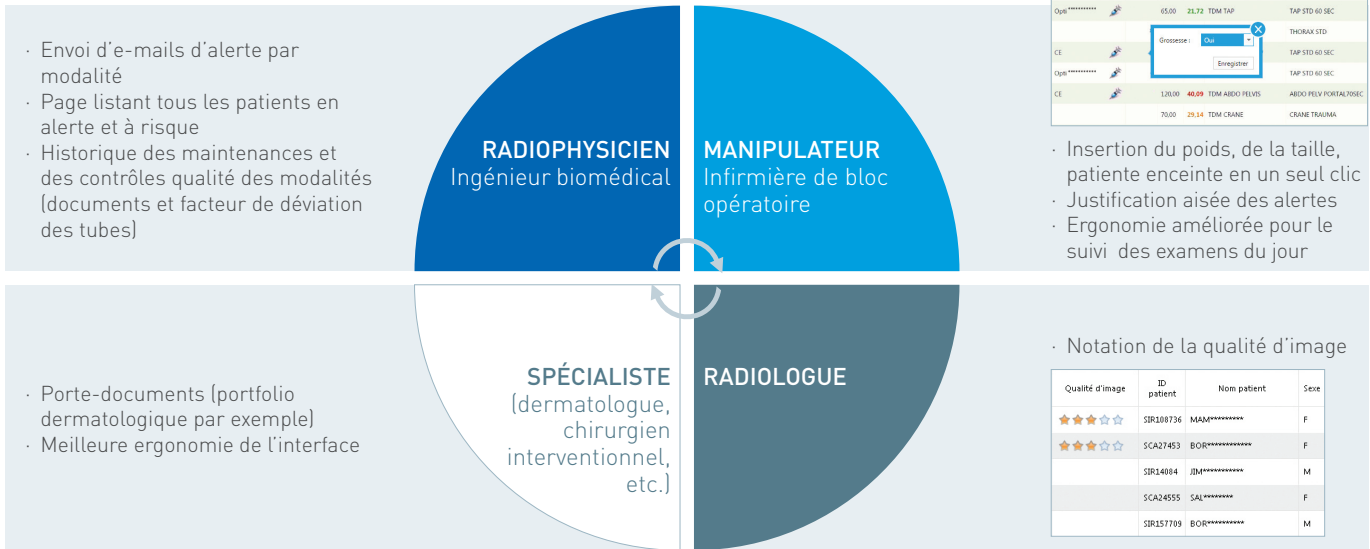 · Envoi d'e-mails d'alerte par
modalité
· Page listant tous les patients en
alerte et à risque
· Historique des maintenances et
des contrôles qualité des modalités
(documents et facteur de déviation
des tubes)
RADIOPHYSICIEN
Ingénieur biomédical
MANIPULATEUR
Infirmière de bloc
opératoire
Opti*********** 65,00 21,72 TDM TAP TAP STD 60 SEC
THORAX STD
Grossesse : Oui
Enregistrer
CE TAP STD 60 SEC
Opti*********** TAP STD 60 SEC
CE 120,00 40,09 TDM ABDO PELVIS ABDO PELV PORTAL70SEC
70,00 29,14 TDM CRANE CRANE TRAUMA
· Insertion du poids, de la taille,
patiente enceinte en un seul clic
· Justification aisée des alertes
· Ergonomie améliorée pour le
suivi des examens du jour
· Porte-documents (portfolio
dermatologique par exemple)
· Meilleure ergonomie de l'interface
SPÉCIALISTE
(dermatologue,
chirurgien
interventionnel,
etc.)
RADIOLOGUE
· Notation de la qualité d'image
Qualité d'image ID patient Nom patient Sexe
SIR108736 MAM********* F
SCA27453 BOR************ F
SIR14084 JIM*********** M
SCA24555 SAL******** F
SIR157709 BOR********** M